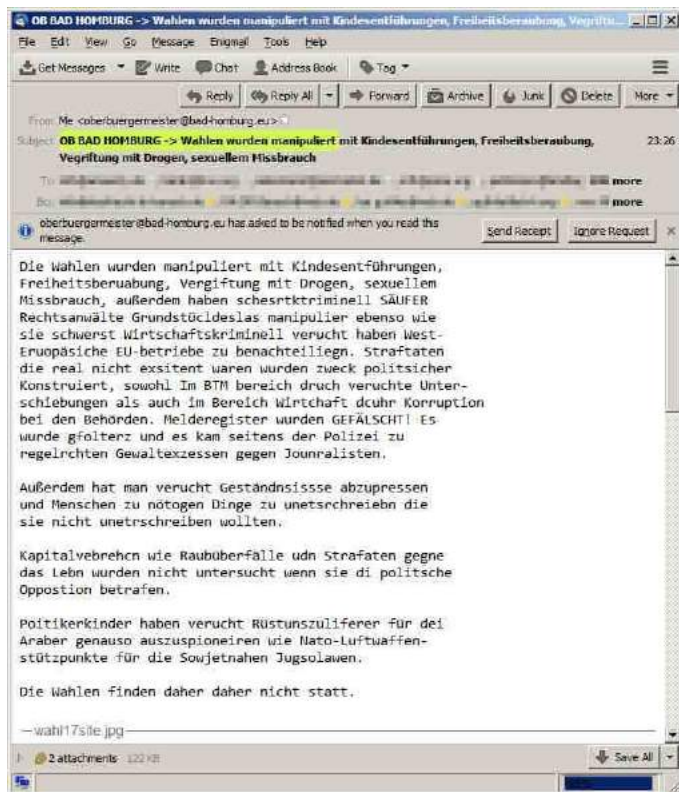 OB BAD HOMBURG -> Wahlen wurden manipuliert mit Kindesentführungen, Freiheitsberaubung, Vegriftu...
File Edit View Go Message Enigmail Tools Help
Get Messages Write Chat Address Book Tag
Reply Reply All Forward Archive Junk Delete More
From Me <oberbuergermeister@bad-homburg.eu>
Subject OB BAD HOMBURG -> Wahlen wurden manipuliert mit Kindesentführungen, Freiheitsberaubung, 23:26
Vegriftung mit Drogen, sexuellem Missbrauch
To more
Bcc more
oberbuergermeister@bad-homburg.eu has asked to be notified when you read this
message. Send Receipt Ignore Request
Die Wahlen wurden manipuliert mit Kindesentführungen,
Freiheitsberuabung, Vergiftung mit Drogen, sexuellem
Missbrauch, außerdem haben schesrtktriminell SÄUFER
Rechtsanwälte Grundstücideslas manipulier ebenso wie
sie schwerst Wirtschaftskriminell verucht haben West-
Eruopäsiche EU-betriebe zu benachteiliegn. Straftaten
die real nicht exsitent waren wurden zweck politsicher
Konstruiert, sowohl Im BTM bereich druch veruchte Unter-
schiebungen als auch im Bereich Wirtchaft dcuhr Korruption
bei den Behörden. Melderegister wurden GEFÄLSCHT! Es
wurde gfolterz und es kam seitens der Polizei zu
regelrchten Gewaltexzessen gegen Jounralisten.
Außerdem hat man verucht Geständnsissse abzupressen
und Menschen zu nötogen Dinge zu unetsrchreiebn die
sie nicht unetrschreiben wollten.
Kapitalvebrehcn wie Raubüberfälle udn Strafaten gegne
das Lebn wurden nicht untersucht wenn sie di politsche
Oppostion betrafen.
Poitikerkinder haben verucht Rüstunszuliferer für dei
Araber genauso auszuspioneiren wie Nato-Luftwaffen-
stützpunkte für die Sowjetnahen Jugsolawen.
Die Wahlen finden daher daher nicht statt.
wahl17site.jpg
2 attachments 122 KB Save All